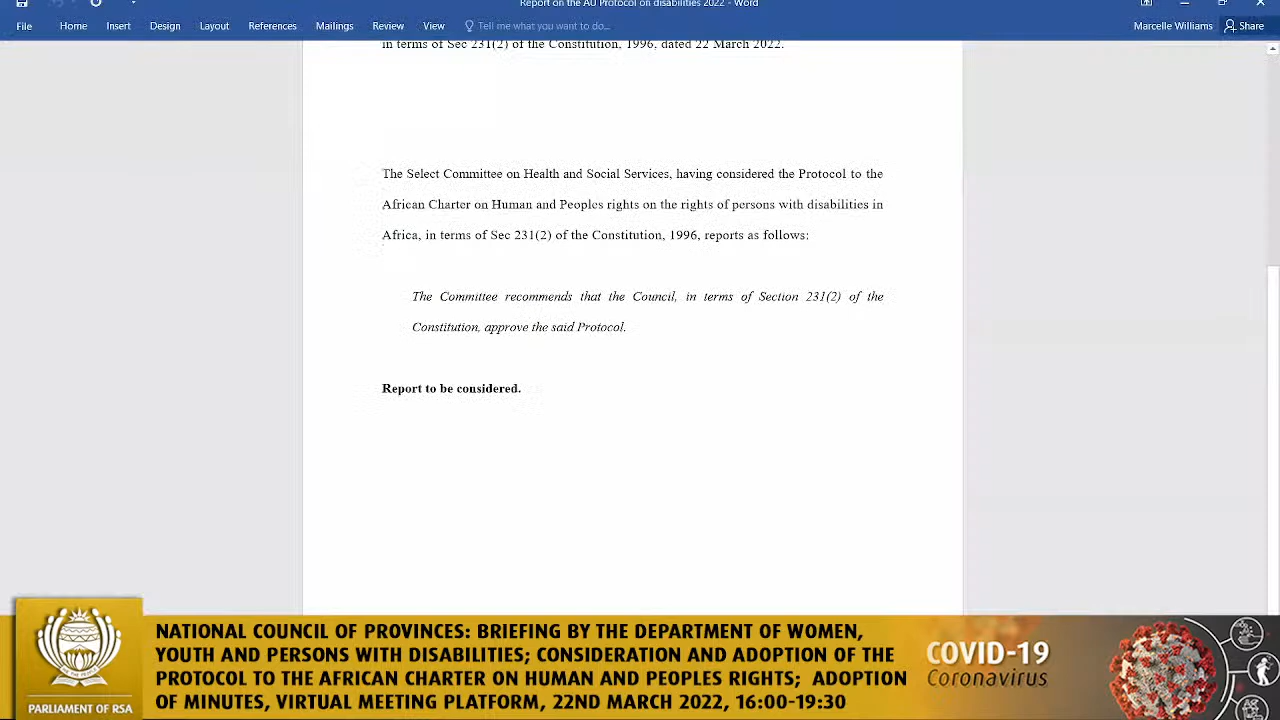 Report on the AU Protocol on disabilities 2022 - Word
File Home Insert Design Layout References Mailings Review View Tell me what you want to do... Marcelle Williams Share
in terms of Sec 231(2) of the Constitution, 1996, dated 22 March 2022.
The Select Committee on Health and Social Services, having considered the Protocol to the
African Charter on Human and Peoples rights on the rights of persons with disabilities in
Africa, in terms of Sec 231(2) of the Constitution, 1996, reports as follows:
The Committee recommends that the Council, in terms of Section 231(2) of the
Constitution, approve the said Protocol.
Report to be considered.
NATIONAL COUNCIL OF PROVINCES: BRIEFING BY THE DEPARTMENT OF WOMEN,
YOUTH AND PERSONS WITH DISABILITIES; CONSIDERATION AND ADOPTION OF THE
PROTOCOL TO THE AFRICAN CHARTER ON HUMAN AND PEOPLES RIGHTS; ADOPTION
OF MINUTES, VIRTUAL MEETING PLATFORM, 22ND MARCH 2022, 16:00-19:30
PARLIAMENT OF RSA
COVID-19
Coronavirus